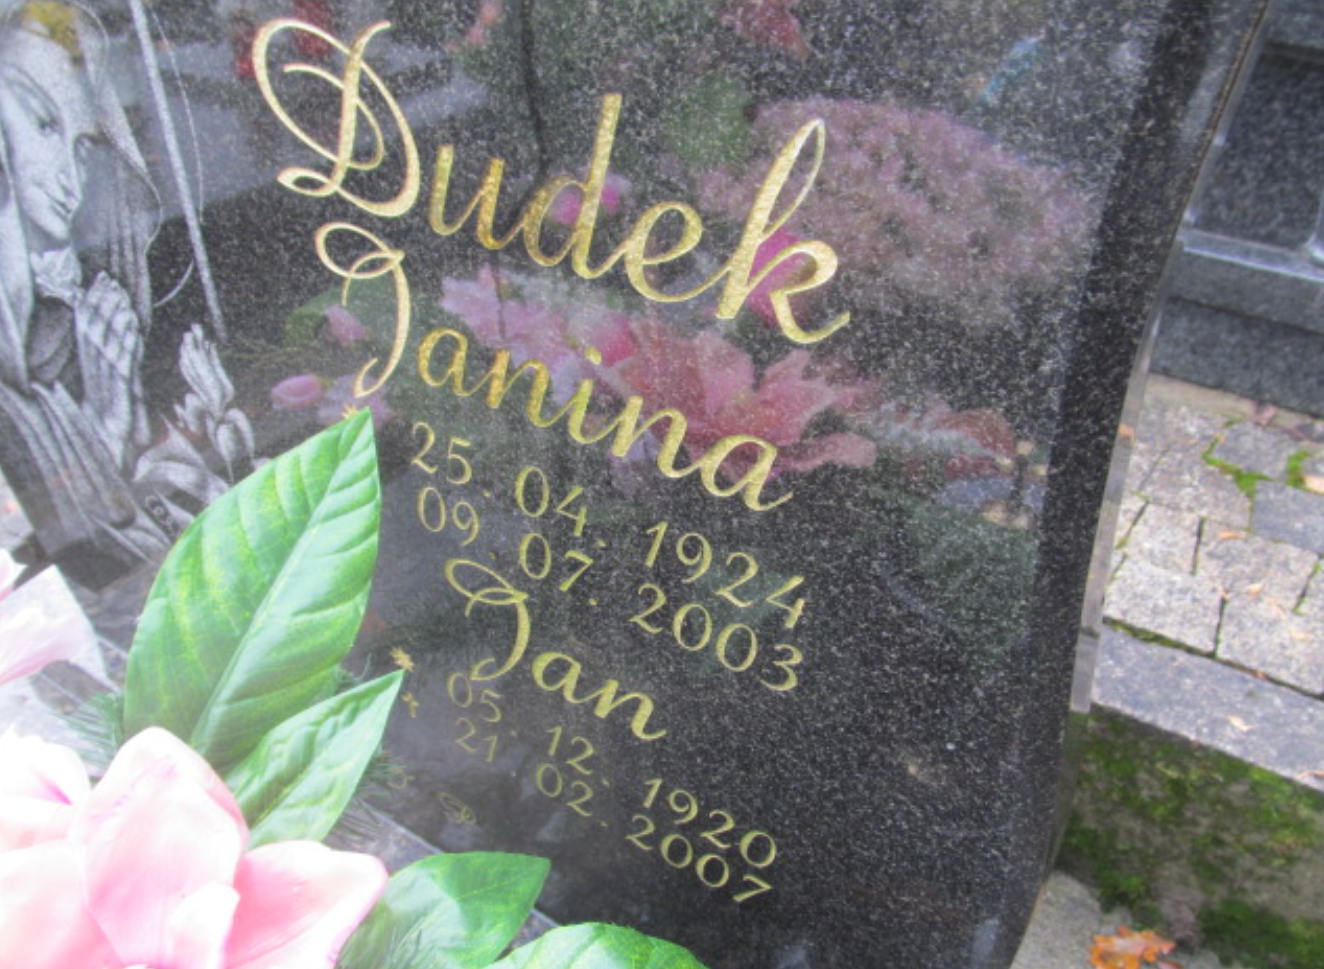 Dudek
Janina
25. 04. 1924
09. 07. 2003
Jan
05. 12. 1920
21. 02. 2007